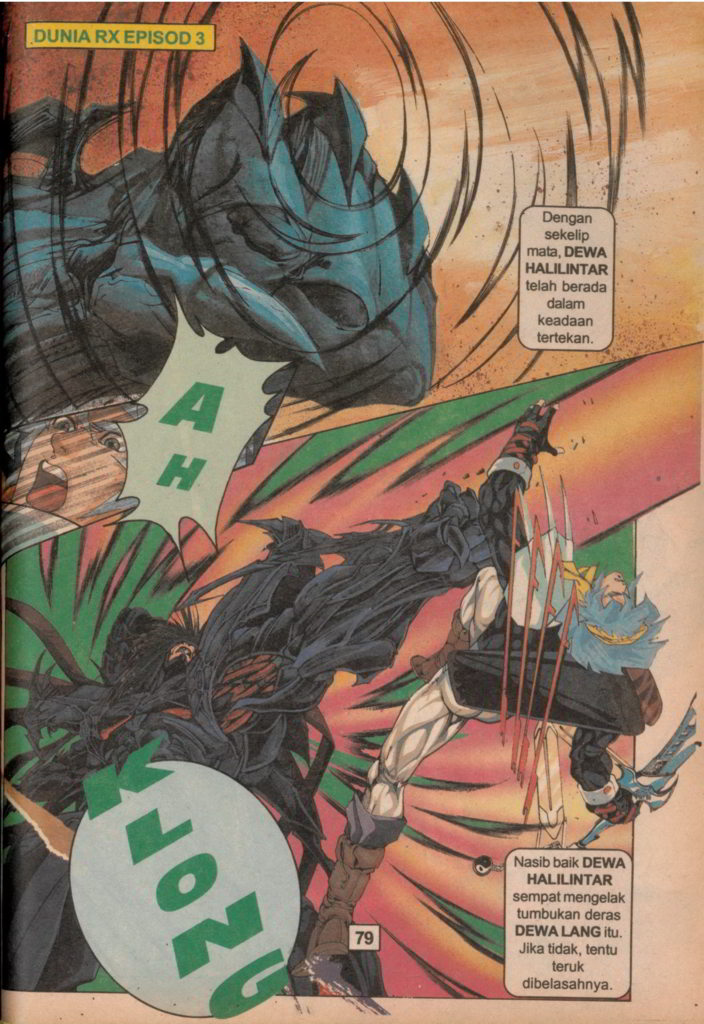 DUNIA RX EPISOD 3
Dengan
sekelip
mata, DEWA
HALILINTAR
telah berada
dalam
keadaan
tertekan.
A
H
KLONG
Nasib baik DEWA
HALILINTAR
sempat mengelak
tumbukan deras
DEWA LANG itu.
Jika tidak, tentu
teruk
dibelasahnya.
79